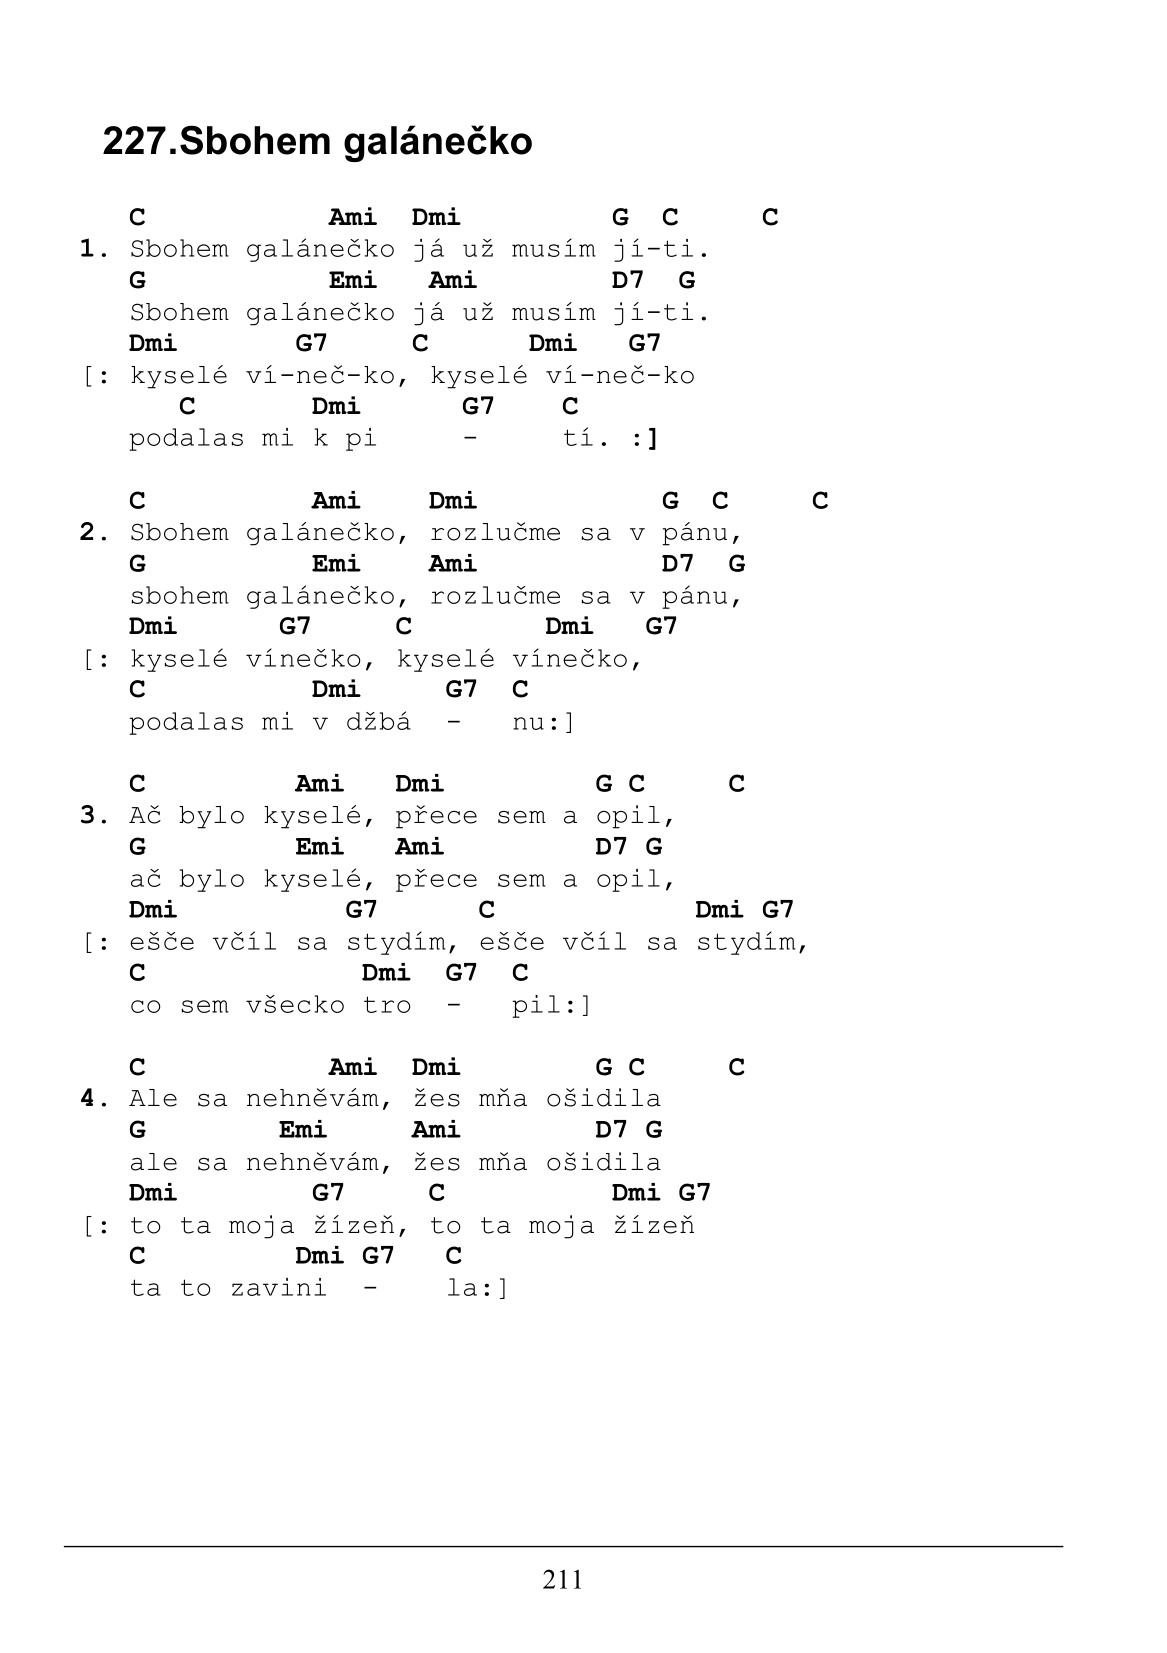 227.Sbohem galánečko
C Ami Dmi G C C
1. Sbohem galánečko já už musím jí-ti.
G Emi Ami D7 G
Sbohem galánečko já už musím jí-ti.
Dmi G7 C Dmi G7
[: kyselé ví-neč-ko, kyselé ví-neč-ko
C Dmi G7 C
podalas mi k pi - tí. :]
C Ami Dmi G C C
2. Sbohem galánečko, rozlučme sa v pánu,
G Emi Ami D7 G
sbohem galánečko, rozlučme sa v pánu,
Dmi G7 C Dmi G7
[: kyselé vínečko, kyselé vínečko,
C Dmi G7 C
podalas mi v džbá - nu:]
C Ami Dmi G C C
3. Ač bylo kyselé, přece sem a opil,
G Emi Ami D7 G
ač bylo kyselé, přece sem a opil,
Dmi G7 C Dmi G7
[: ešče včíl sa stydím, ešče včíl sa stydím,
C Dmi G7 C
co sem všecko tro - pil:]
C Ami Dmi G C C
4. Ale sa nehněvám, žes mňa ošidila
G Emi Ami D7 G
ale sa nehněvám, žes mňa ošidila
Dmi G7 C Dmi G7
[: to ta moja žízeň, to ta moja žízeň
C Dmi G7 C
ta to zavini - la:]
211